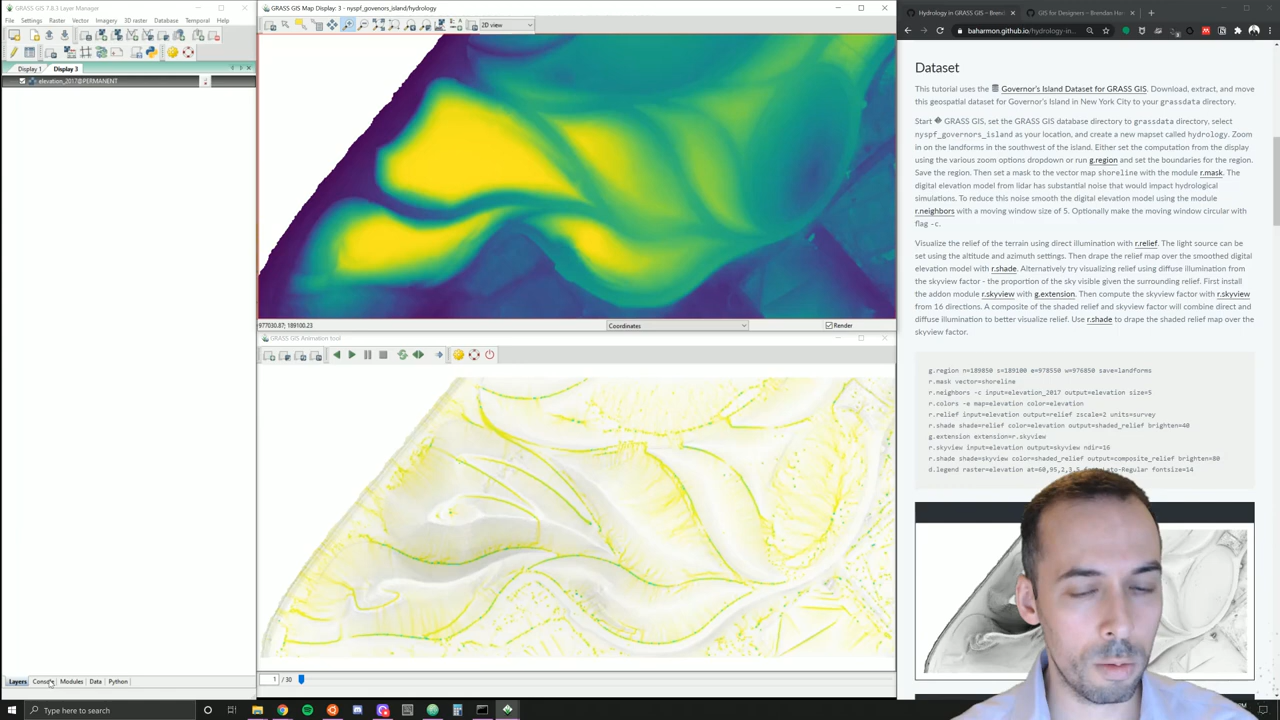 GRASS GIS 7.8.3 Layer Manager
Settings Raster Vector Imagery 3D raster Database Temporal Help
Display 1 Display 3
elevation_2017@PERMANENT
Layers Console Modules Data Python
GRASS GIS Map Display: 3 - nyspf_govenors_island/hydrology
2D view
977030.87; 189100.23
Coordinates
Render
GRASS GIS Animation tool
1 / 30
Hydrology in GRASS GIS – Bren
GIS for Designers – Brendan Ha
baharmon.github.io/hydrology-in...
Dataset
This tutorial uses the Governor's Island Dataset for GRASS GIS. Download, extract, and move
this geospatial dataset for Governor's Island in New York City to your grassdata directory.
Start GRASS GIS, set the GRASS GIS database directory to grassdata directory, select
nyspf_governors_island as your location, and create a new mapset called hydrology. Zoom
in on the landforms in the southwest of the island. Either set the computation from the display
using the various zoom options dropdown or run g.region and set the boundaries for the region.
Save the region. Then set a mask to the vector map shoreline with the module r.mask. The
digital elevation model from lidar has substantial noise that would impact hydrological
simulations. To reduce this noise smooth the digital elevation model using the module
r.neighbors with a moving window size of 5. Optionally make the moving window circular with
flag -c.
Visualize the relief of the terrain using direct illumination with r.relief. The light source can be
set using the altitude and azimuth settings. Then drape the relief map over the smoothed digital
elevation model with r.shade. Alternatively try visualizing relief using diffuse illumination from
the skyview factor - the proportion of the sky visible given the surrounding relief. First install
the addon module r.skyview with g.extension. Then compute the skyview factor with r.skyview
from 16 directions. A composite of the shaded relief and skyview factor will combine direct and
diffuse illumination to better visualize relief. Use r.shade to drape the shaded relief map over the
skyview factor.
g.region n=189850 s=189100 e=978550 w=976850 save=landforms
r.mask vector=shoreline
r.neighbors -c input=elevation_2017 output=elevation size=5
r.colors -e map=elevation color=elevation
r.relief input=elevation output=relief zscale=2 units=survey
r.shade shade=relief color=elevation output=shaded_relief brighten=40
g.extension extension=r.skyview
r.skyview input=elevation output=skyview ndir=16
r.shade shade=skyview color=shaded_relief output=composite_relief brighten=80
d.legend raster=elevation at=60,95,2,3.5 font=Lato-Regular fontsize=14
Type here to search